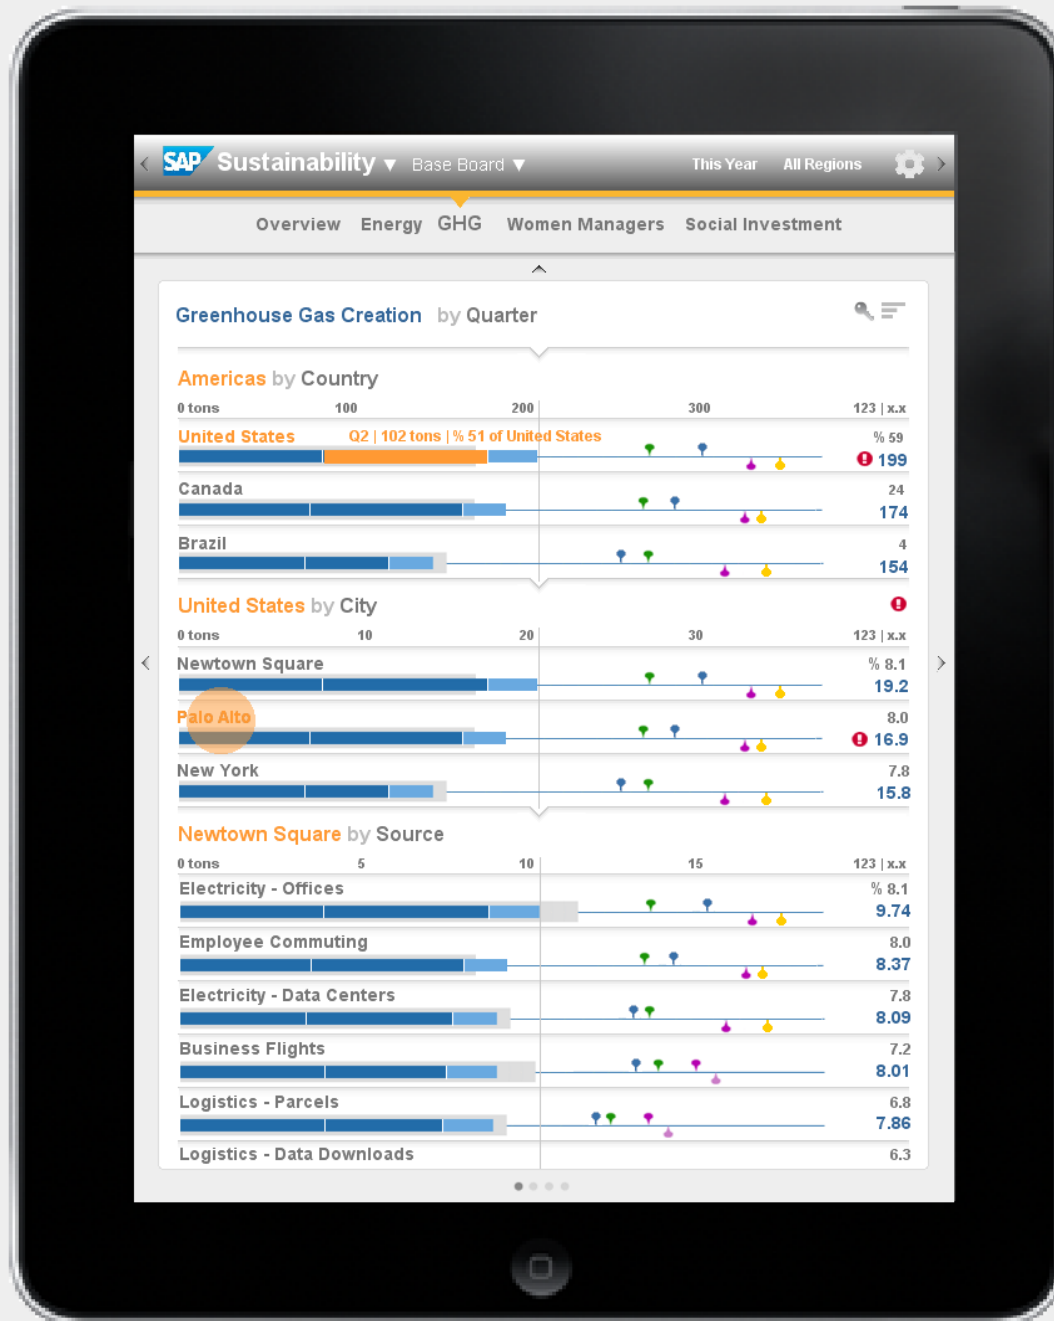 SAP Sustainability ▼ Base Board ▼ This Year All Regions
Overview Energy GHG Women Managers Social Investment
Greenhouse Gas Creation by Quarter
Americas by Country
0 tons 100 200 300 123 | x.x
United States Q2 | 102 tons | % 51 of United States % 59
199
Canada 24
174
Brazil 4
154
United States by City
0 tons 10 20 30 123 | x.x
Newtown Square % 8.1
19.2
Palo Alto 8.0
16.9
New York 7.8
15.8
Newtown Square by Source
0 tons 5 10 15 123 | x.x
Electricity - Offices % 8.1
9.74
Employee Commuting 8.0
8.37
Electricity - Data Centers 7.8
8.09
Business Flights 7.2
8.01
Logistics - Parcels 6.8
7.86
Logistics - Data Downloads 6.3